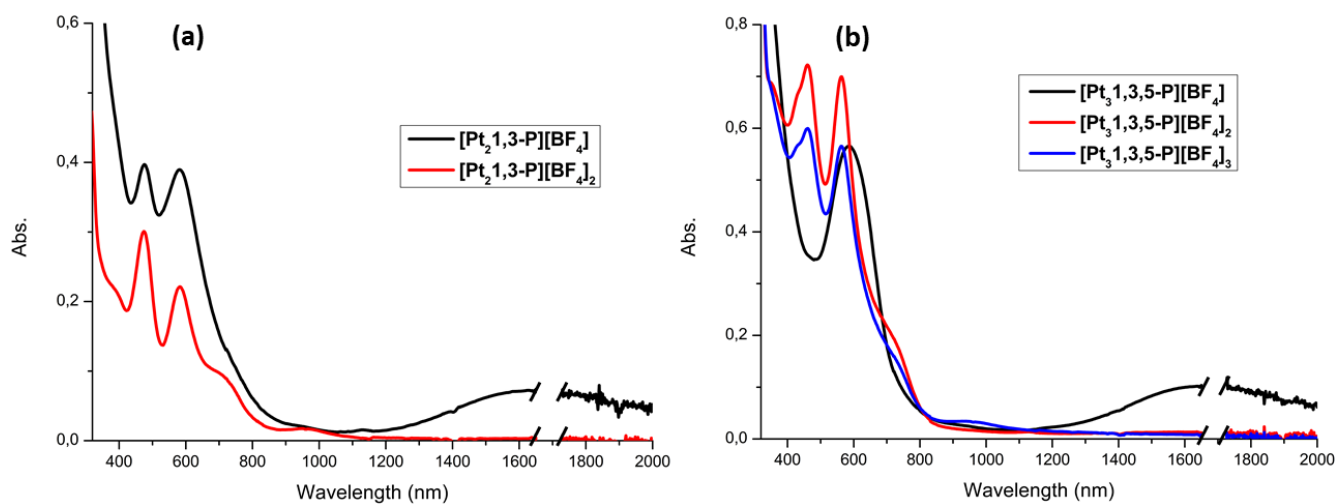 (a)
0,6
0,4
0,2
0,0
Abs.
[Pt₂1,3-P][BF₄]
[Pt₂1,3-P][BF₄]₂
400 600 800 1000 1200 1400 1600 1800 2000
Wavelength (nm)
(b)
0,8
0,6
0,4
0,2
0,0
Abs.
[Pt₃1,3,5-P][BF₄]
[Pt₃1,3,5-P][BF₄]₂
[Pt₃1,3,5-P][BF₄]₃
400 600 800 1000 1200 1400 1600 1800 2000
Wavelength (nm)